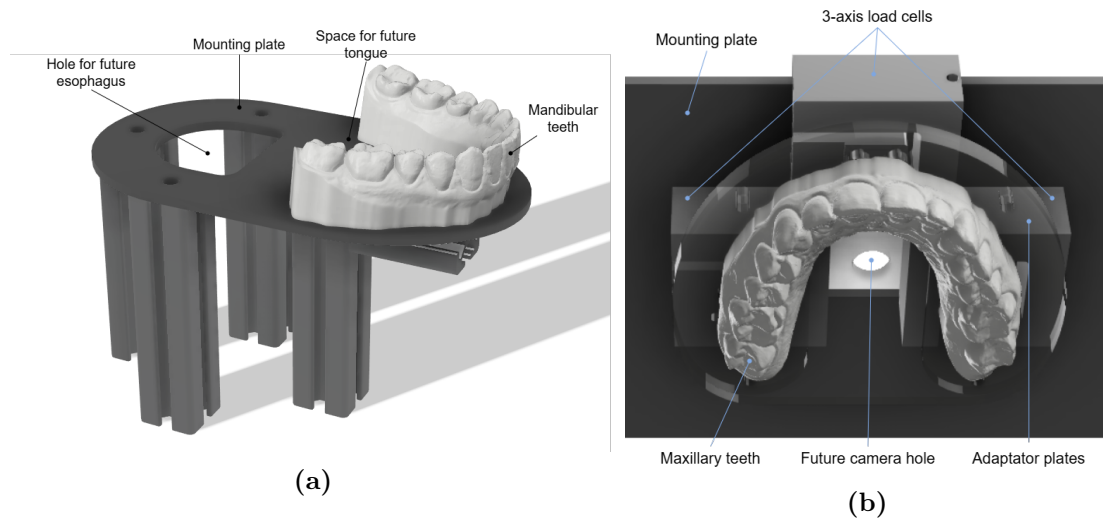 Mounting plate
Space for future
tongue
Hole for future
esophagus
Mandibular
teeth
(a)
3-axis load cells
Mounting plate
Maxillary teeth
Future camera hole
Adaptator plates
(b)